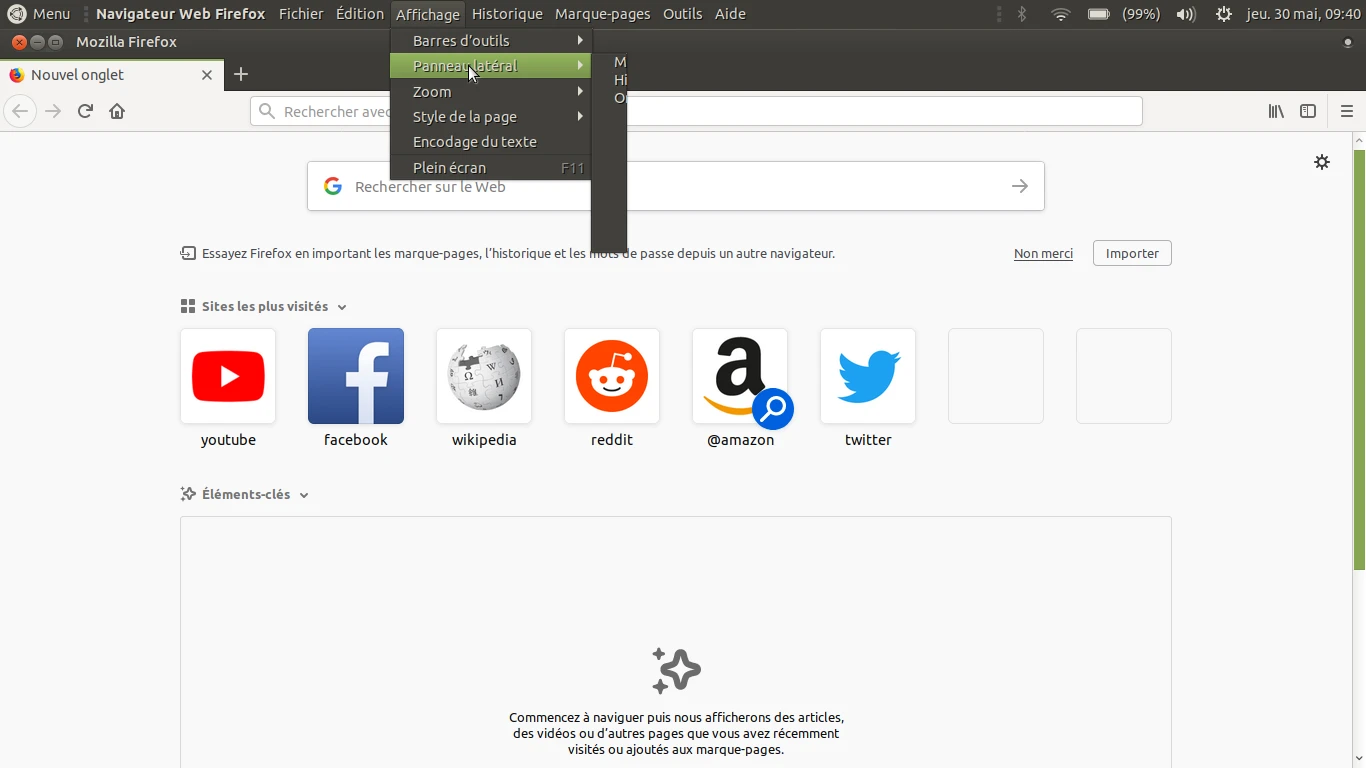 Menu Navigateur Web Firefox Fichier Édition Affichage Historique Marque-pages Outils Aide (99%) jeu. 30 mai, 09:40
Mozilla Firefox
Barres d'outils
Nouvel onglet
Panneau latéral
M
Hi
Zoom
Rechercher avec
Style de la page
Encodage du texte
Plein écran F11
Rechercher sur le Web
Essayez Firefox en important les marque-pages, l'historique et les mots de passe depuis un autre navigateur. Non merci Importer
Sites les plus visités
youtube facebook wikipedia reddit @amazon twitter
Éléments-clés
Commencez à naviguer puis nous afficherons des articles,
des vidéos ou d'autres pages que vous avez récemment
visités ou ajoutés aux marque-pages.